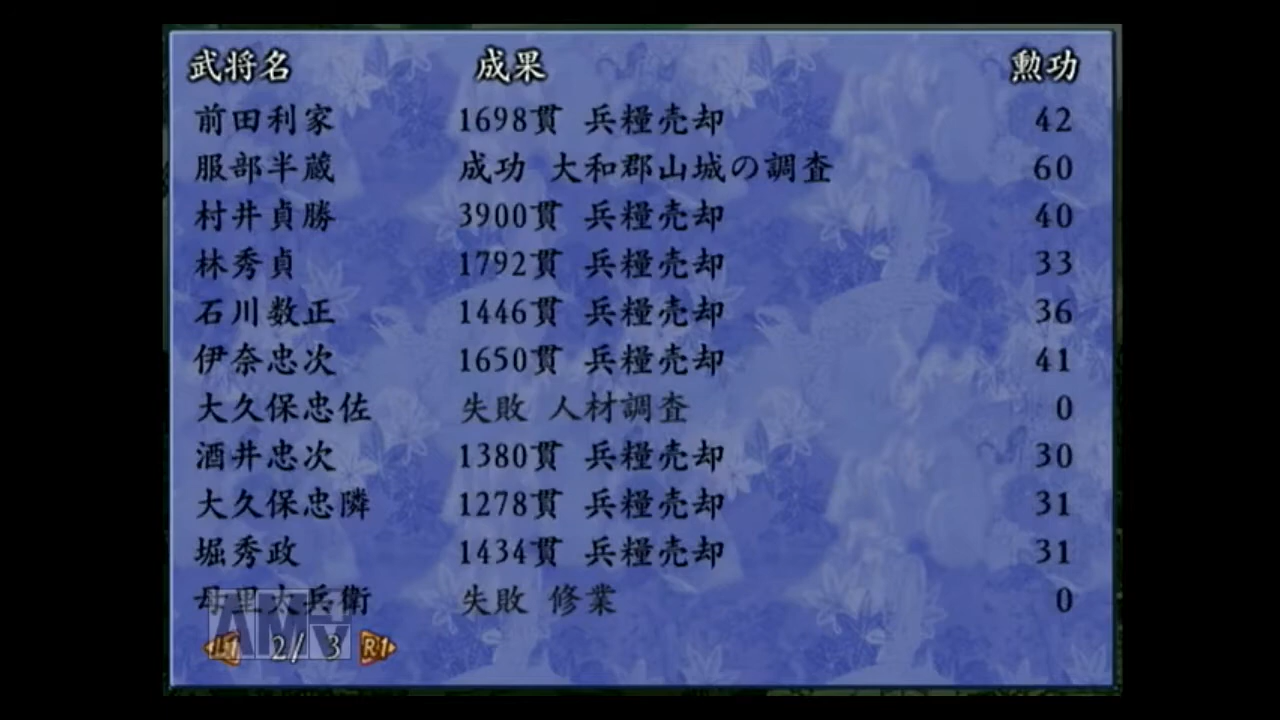 武将名 成果 勲功
前田利家 1698貫 兵糧売却 42
服部半蔵 成功 大和郡山城の調査 60
村井貞勝 3900貫 兵糧売却 40
林秀貞 1792貫 兵糧売却 33
石川数正 1446貫 兵糧売却 36
伊奈忠次 1650貫 兵糧売却 41
大久保忠佐 失敗 人材調査 0
酒井忠次 1380貫 兵糧売却 30
大久保忠隣 1278貫 兵糧売却 31
堀秀政 1434貫 兵糧売却 31
母里太兵衛 失敗 修業 0
L1 2/ 3 R1